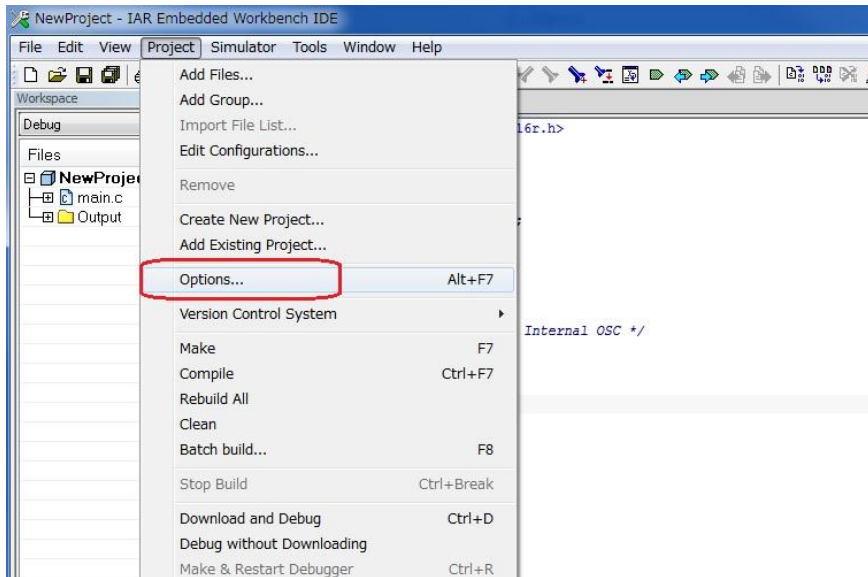 NewProject - IAR Embedded Workbench IDE
File Edit View Project Simulator Tools Window Help
Workspace
Debug
Files
NewProje
main.c
Output
Add Files...
Add Group...
Import File List...
Edit Configurations...
Remove
Create New Project...
Add Existing Project...
Options... Alt+F7
Version Control System
Make F7
Compile Ctrl+F7
Rebuild All
Clean
Batch build... F8
Stop Build Ctrl+Break
Download and Debug Ctrl+D
Debug without Downloading
Make & Restart Debugger Ctrl+R
16r.h>
;
Internal OSC */